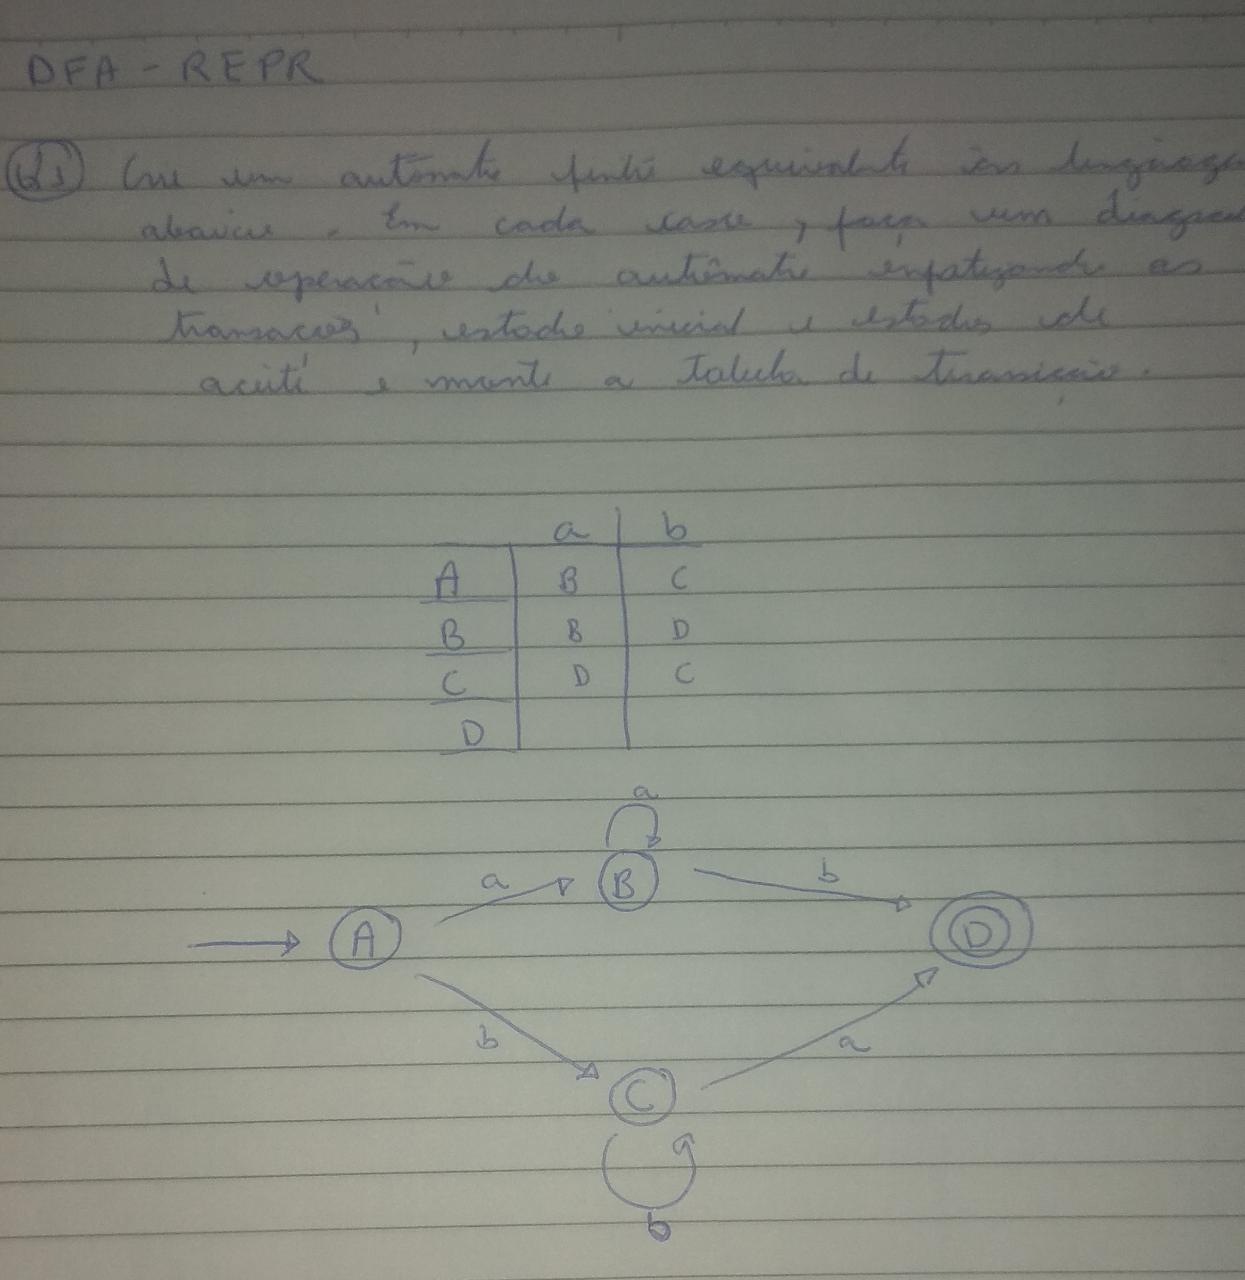 DFA - REPR
Q1) Crie um autômato finito equivalente às linguagens
abaixo. Em cada caso, faça um diagrama
de operação do autômato enfatizando as
transações, estado inicial e estados de
aceite e monte a tabela de transição.
a b
A B C
B B D
C D C
D
a
a B b
A D
b a
C
b